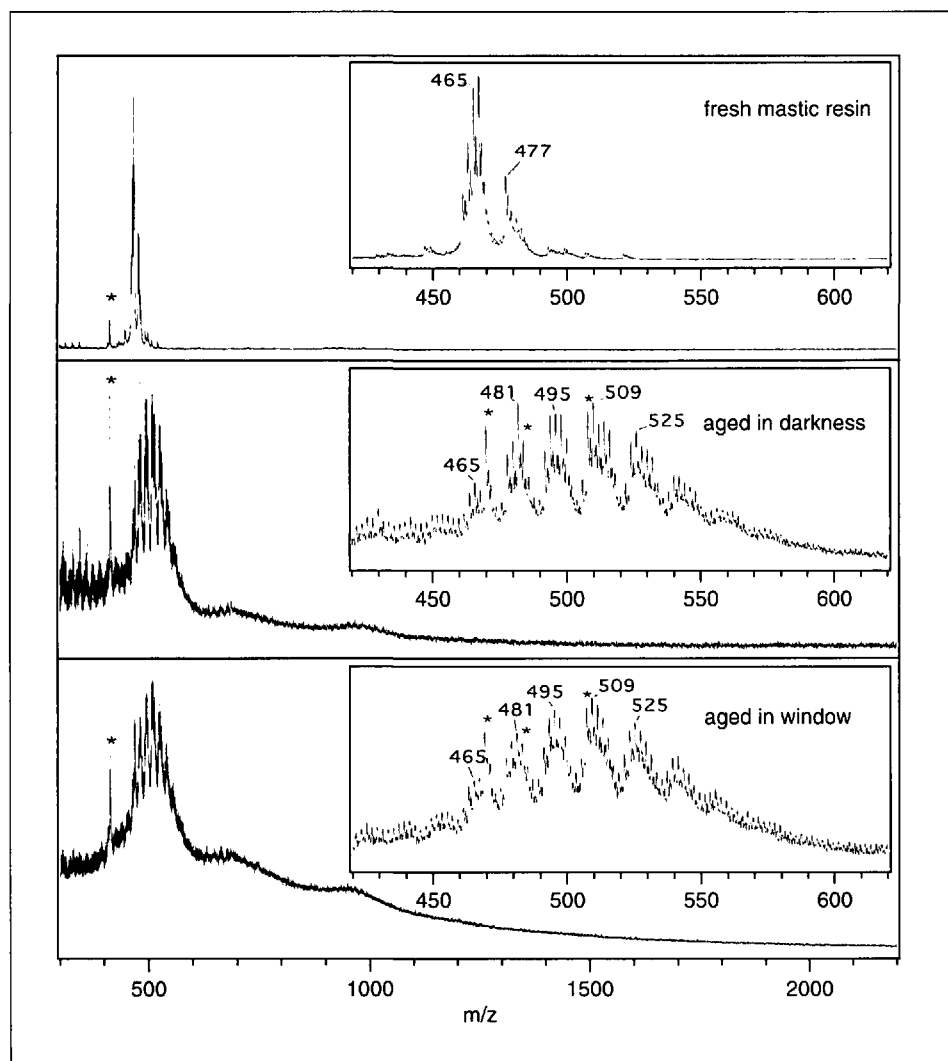 465
477
fresh mastic resin
*
450 500 550 600
*
481 495 * 509
* * 525
465
aged in darkness
450 500 550 600
*
495 * 509
481 525
* *
465
aged in window
450 500 550 600
500 1000 1500 2000
m/z